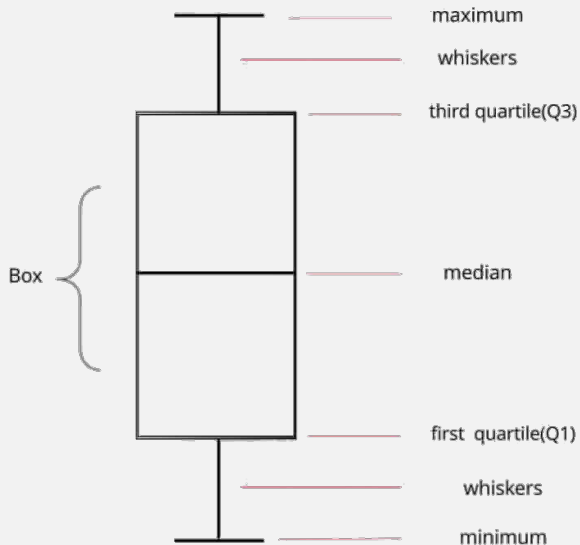 maximum
whiskers
third quartile(Q3)
Box
median
first quartile(Q1)
whiskers
minimum